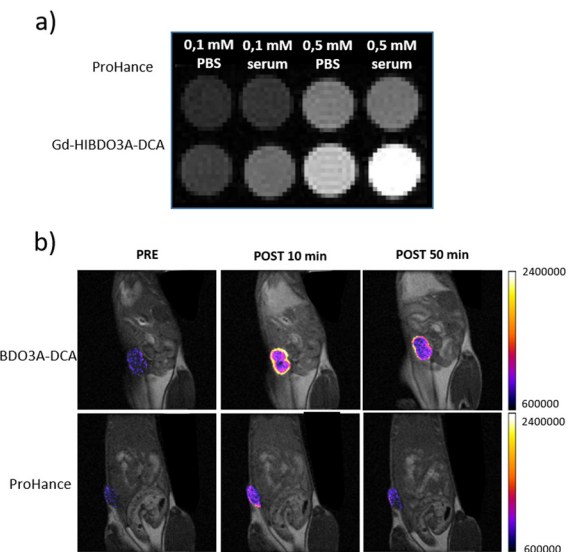 a)
0,1 mM 0,1 mM 0,5 mM 0,5 mM
PBS serum PBS serum
ProHance
Gd-HIBDO3A-DCA
b)
PRE POST 10 min POST 50 min
2400000
BDO3A-DCA
600000
2400000
ProHance
600000